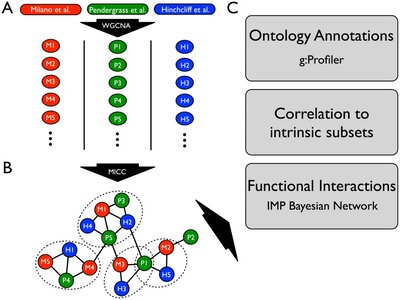 A
Milano et al.
Pendergrass et al.
Hinchcliff et al.
WGCNA
M1
P1
H1
M2
P2
H2
M3
P3
H3
M4
P4
H4
M5
P5
H5
MICC
B
P3
M1
H4
H2
P5
H1
M5
M4
P4
M3
P1
M2
P2
H3
H5
C
Ontology Annotations
g:Profiler
Correlation to
intrinsic subsets
Functional Interactions
IMP Bayesian Network